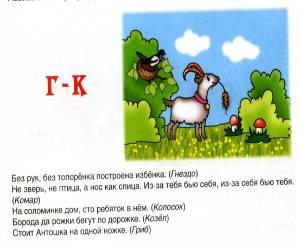 Г - К
Без рук, без топорёнка построена избёнка. (Гнездо)
Не зверь, не птица, а нос как спица. Из-за тебя бью себя, из-за себя бью тебя.
(Комар)
На соломинке дом, сто ребяток в нём. (Колосок)
Борода да рожки бегут по дорожке. (Козёл)
Стоит Антошка на одной ножке. (Гриб)